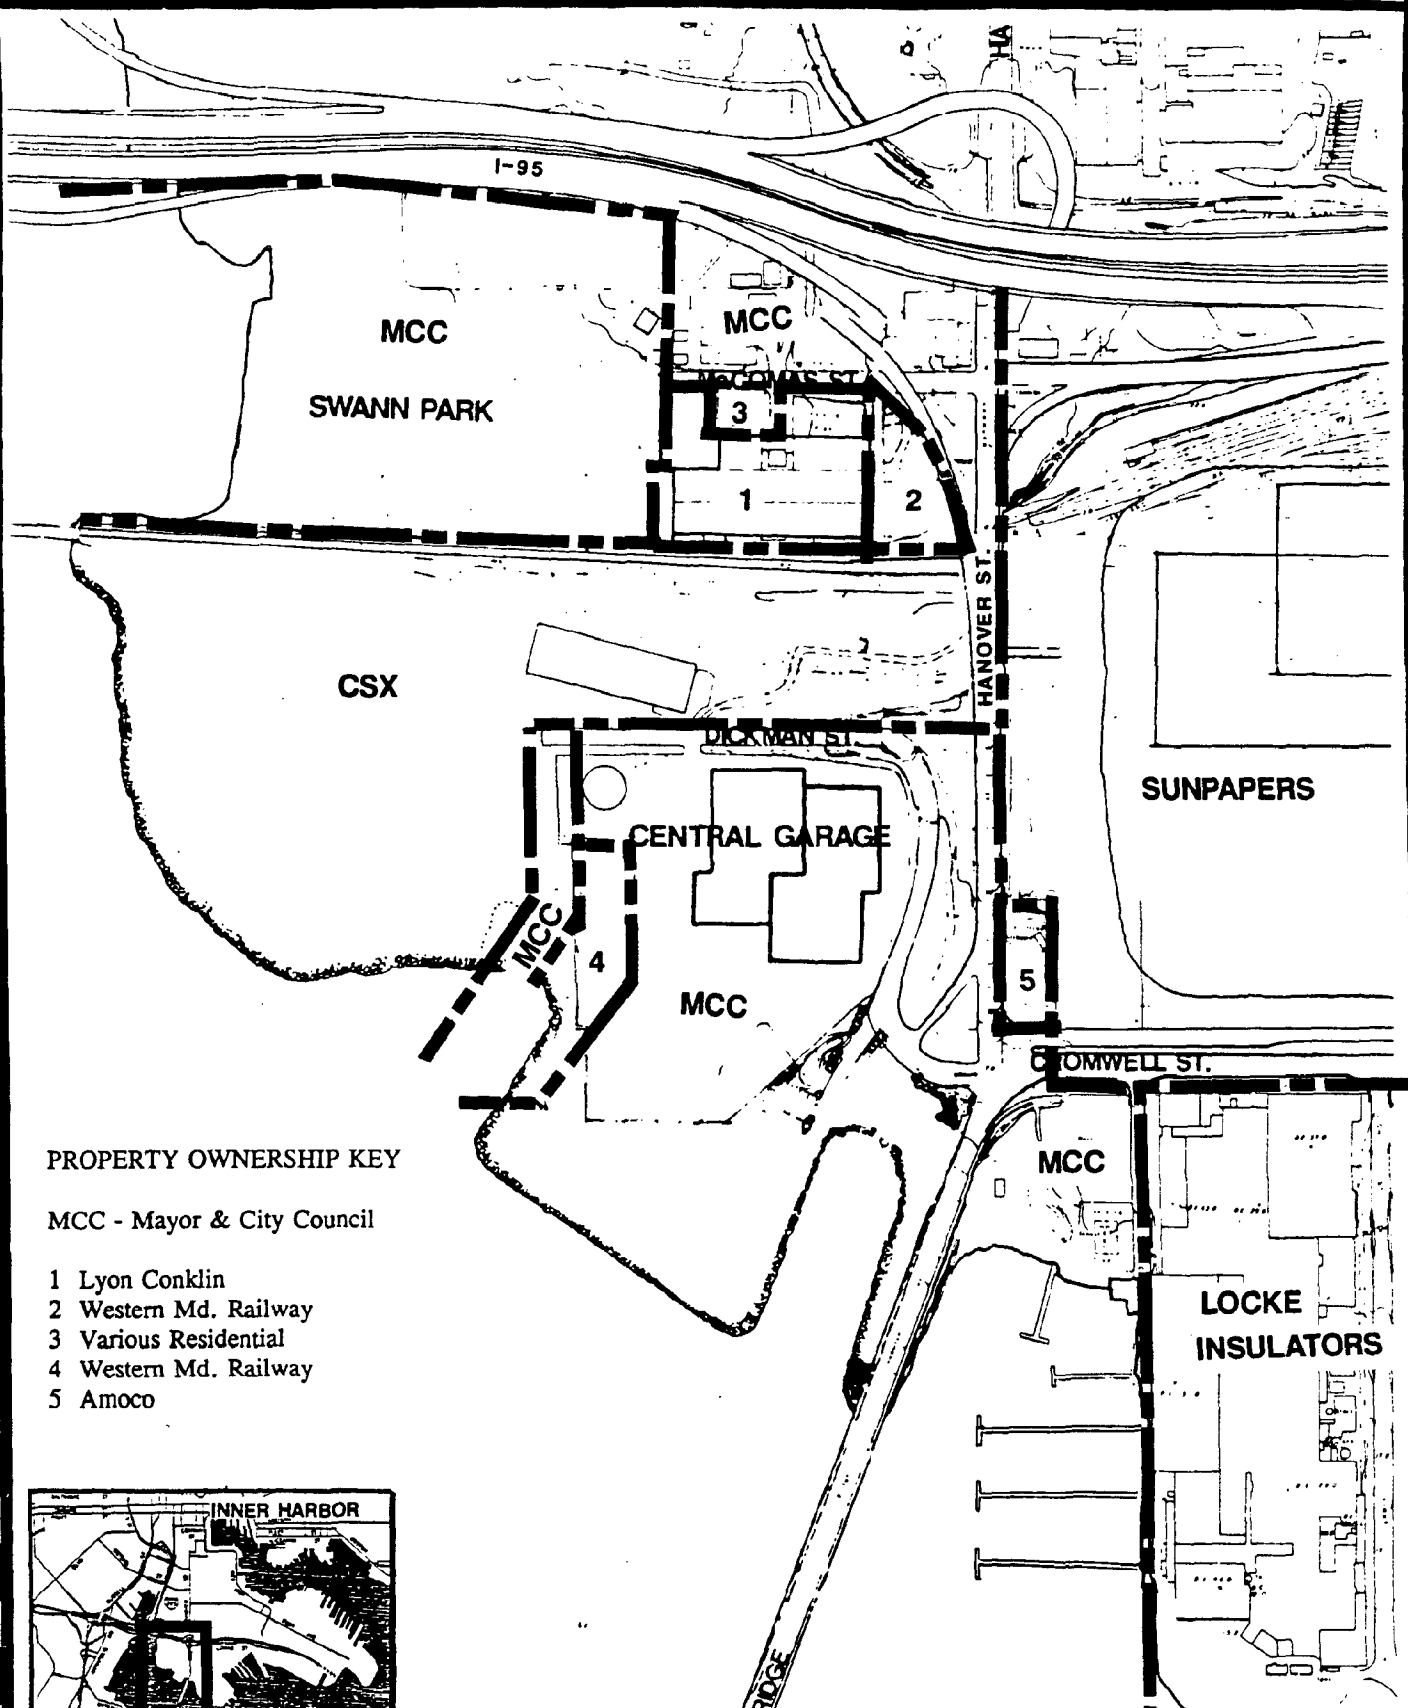 HA
I-95
MCC
MCC
McCOMAS ST.
SWANN PARK
3
1
2
HANOVER ST.
CSX
DICKMAN ST.
SUNPAPERS
CENTRAL GARAGE
MCC
4
5
MCC
CROMWELL ST.
MCC
PROPERTY OWNERSHIP KEY
MCC - Mayor & City Council
1 Lyon Conklin
2 Western Md. Railway
3 Various Residential
4 Western Md. Railway
5 Amoco
LOCKE
INSULATORS
INNER HARBOR
RIDGE